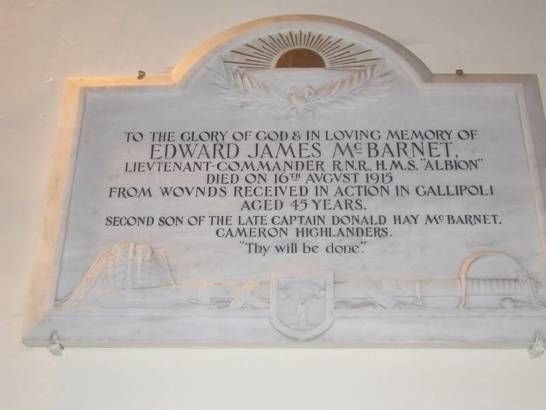 TO THE GLORY OF GOD & IN LOVING MEMORY OF
EDWARD JAMES McBARNET,
LIEVTENANT-COMMANDER R.N.R. H.M.S. "ALBION"
DIED ON 16TH AVGVST 1915
FROM WOVNDS RECEIVED IN ACTION IN GALLIPOLI
AGED 45 YEARS.
SECOND SON OF THE LATE CAPTAIN DONALD HAY McBARNET.
CAMERON HIGHLANDERS.
"Thy will be done".